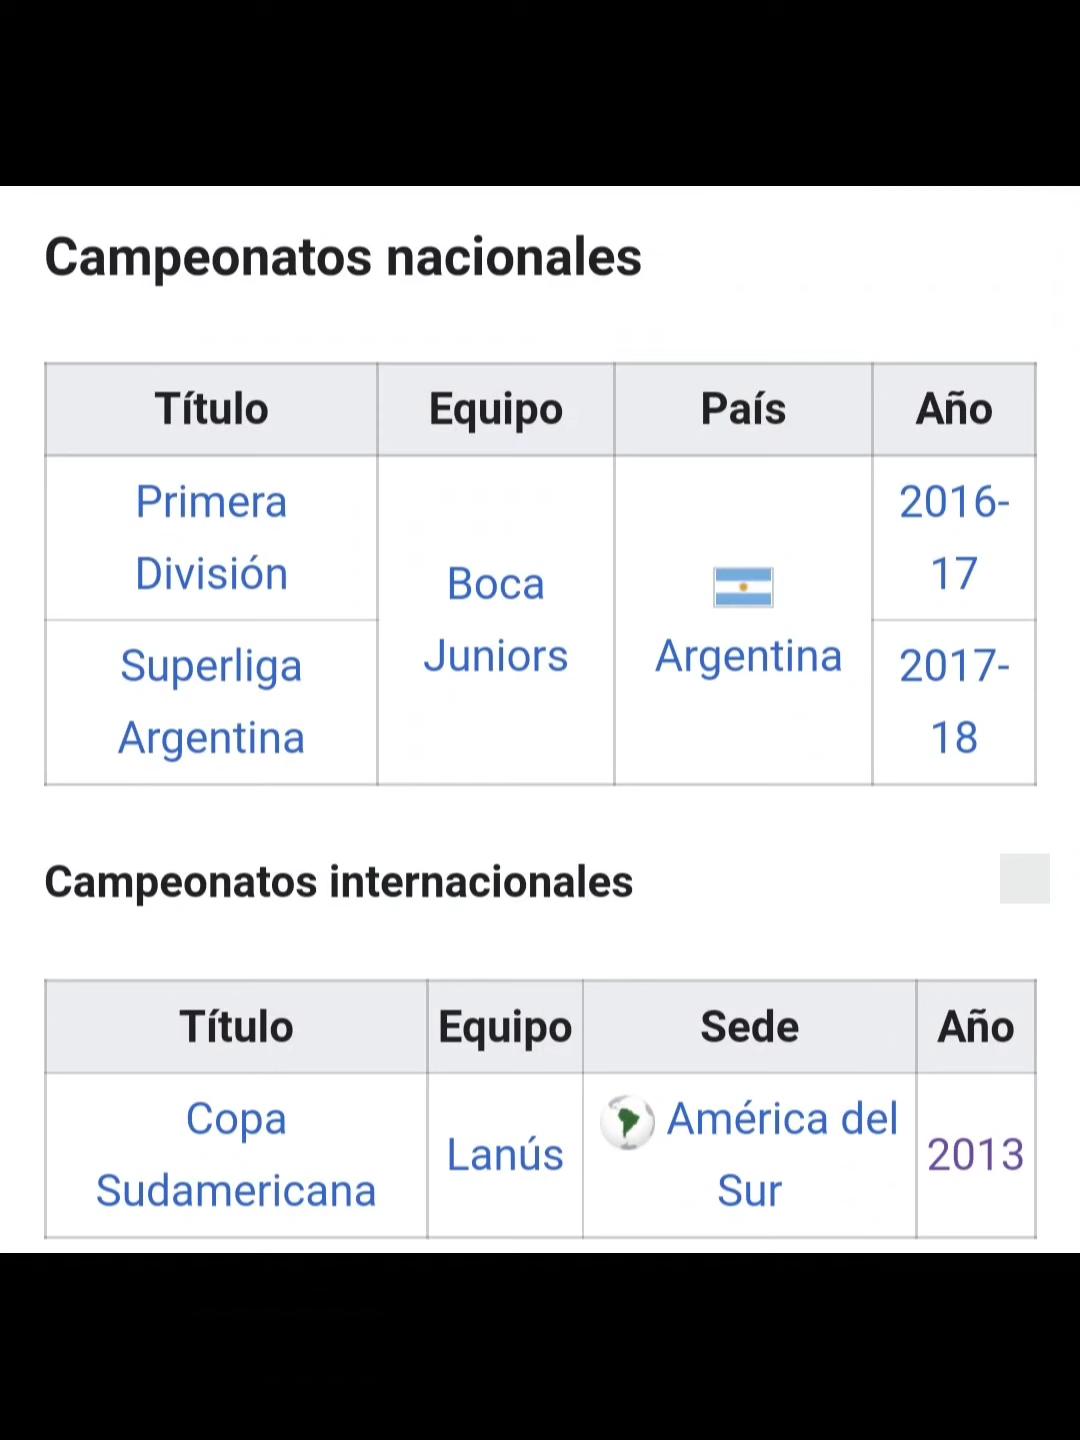 Campeonatos nacionales
Título Equipo País Año
Primera
División
Boca
Juniors
Argentina
2016-
17
Superliga
Argentina
2017-
18
Campeonatos internacionales
Título Equipo Sede Año
Copa
Sudamericana
Lanús
América del
Sur
2013